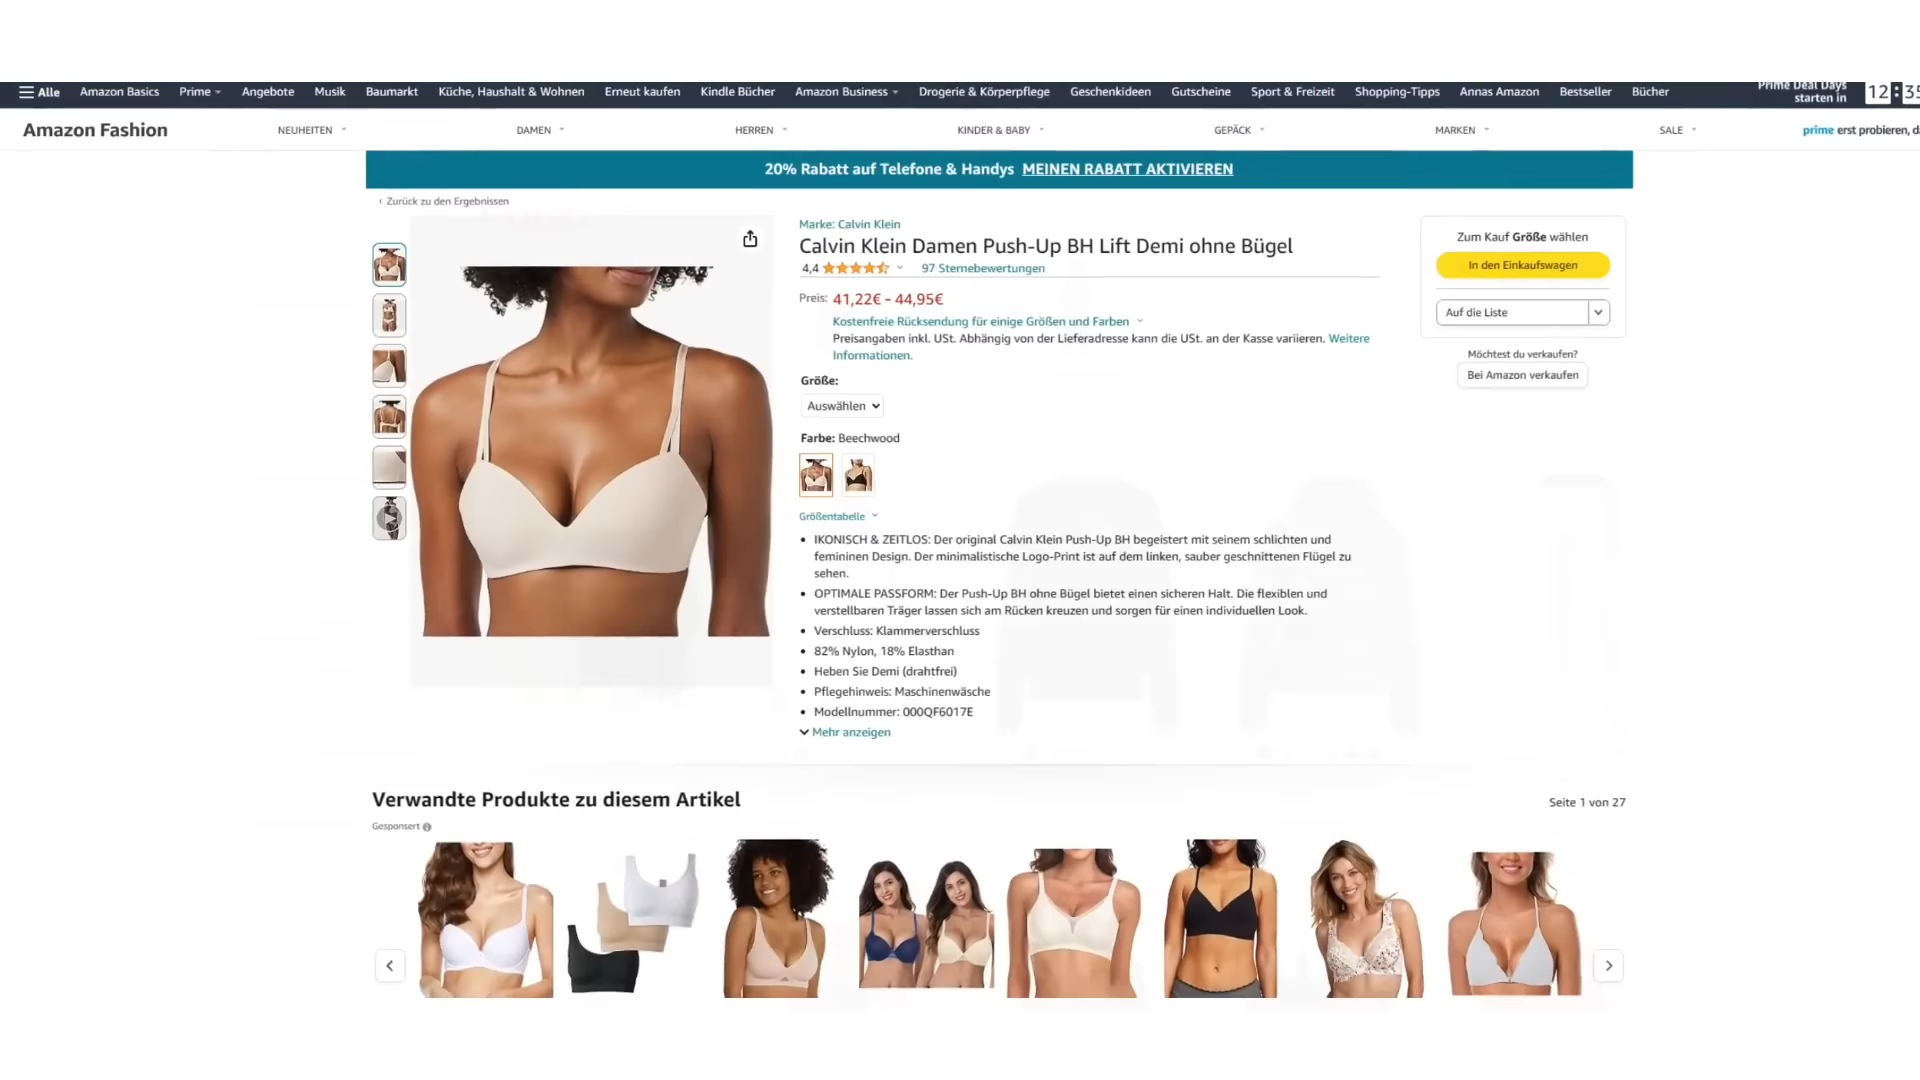 Alle
Amazon Basics
Prime
Angebote
Musik
Baumarkt
Küche, Haushalt & Wohnen
Erneut kaufen
Kindle Bücher
Amazon Business
Drogerie & Körperpflege
Geschenkideen
Gutscheine
Sport & Freizeit
Shopping-Tipps
Annas Amazon
Bestseller
Bücher
Prime Deal Days
starten in
12 : 35
Amazon Fashion
NEUHEITEN
DAMEN
HERREN
KINDER & BABY
GEPÄCK
MARKEN
SALE
prime erst probieren,
20% Rabatt auf Telefone & Handys MEINEN RABATT AKTIVIEREN
‹ Zurück zu den Ergebnissen
Marke: Calvin Klein
Calvin Klein Damen Push-Up BH Lift Demi ohne Bügel
4,4
97 Sternebewertungen
Preis: 41,22€ - 44,95€
Kostenfreie Rücksendung für einige Größen und Farben
Preisangaben inkl. USt. Abhängig von der Lieferadresse kann die USt. an der Kasse variieren. Weitere
Informationen.
Größe:
Auswählen
Farbe: Beechwood
Größentabelle
• IKONISCH & ZEITLOS: Der original Calvin Klein Push-Up BH begeistert mit seinem schlichten und
femininen Design. Der minimalistische Logo-Print ist auf dem linken, sauber geschnittenen Flügel zu
sehen.
• OPTIMALE PASSFORM: Der Push-Up BH ohne Bügel bietet einen sicheren Halt. Die flexiblen und
verstellbaren Träger lassen sich am Rücken kreuzen und sorgen für einen individuellen Look.
• Verschluss: Klammerverschluss
• 82% Nylon, 18% Elasthan
• Heben Sie Demi (drahtfrei)
• Pflegehinweis: Maschinenwäsche
• Modellnummer: 000QF6017E
Mehr anzeigen
Zum Kauf Größe wählen
In den Einkaufswagen
Auf die Liste
Möchtest du verkaufen?
Bei Amazon verkaufen
Verwandte Produkte zu diesem Artikel
Seite 1 von 27
Gesponsert